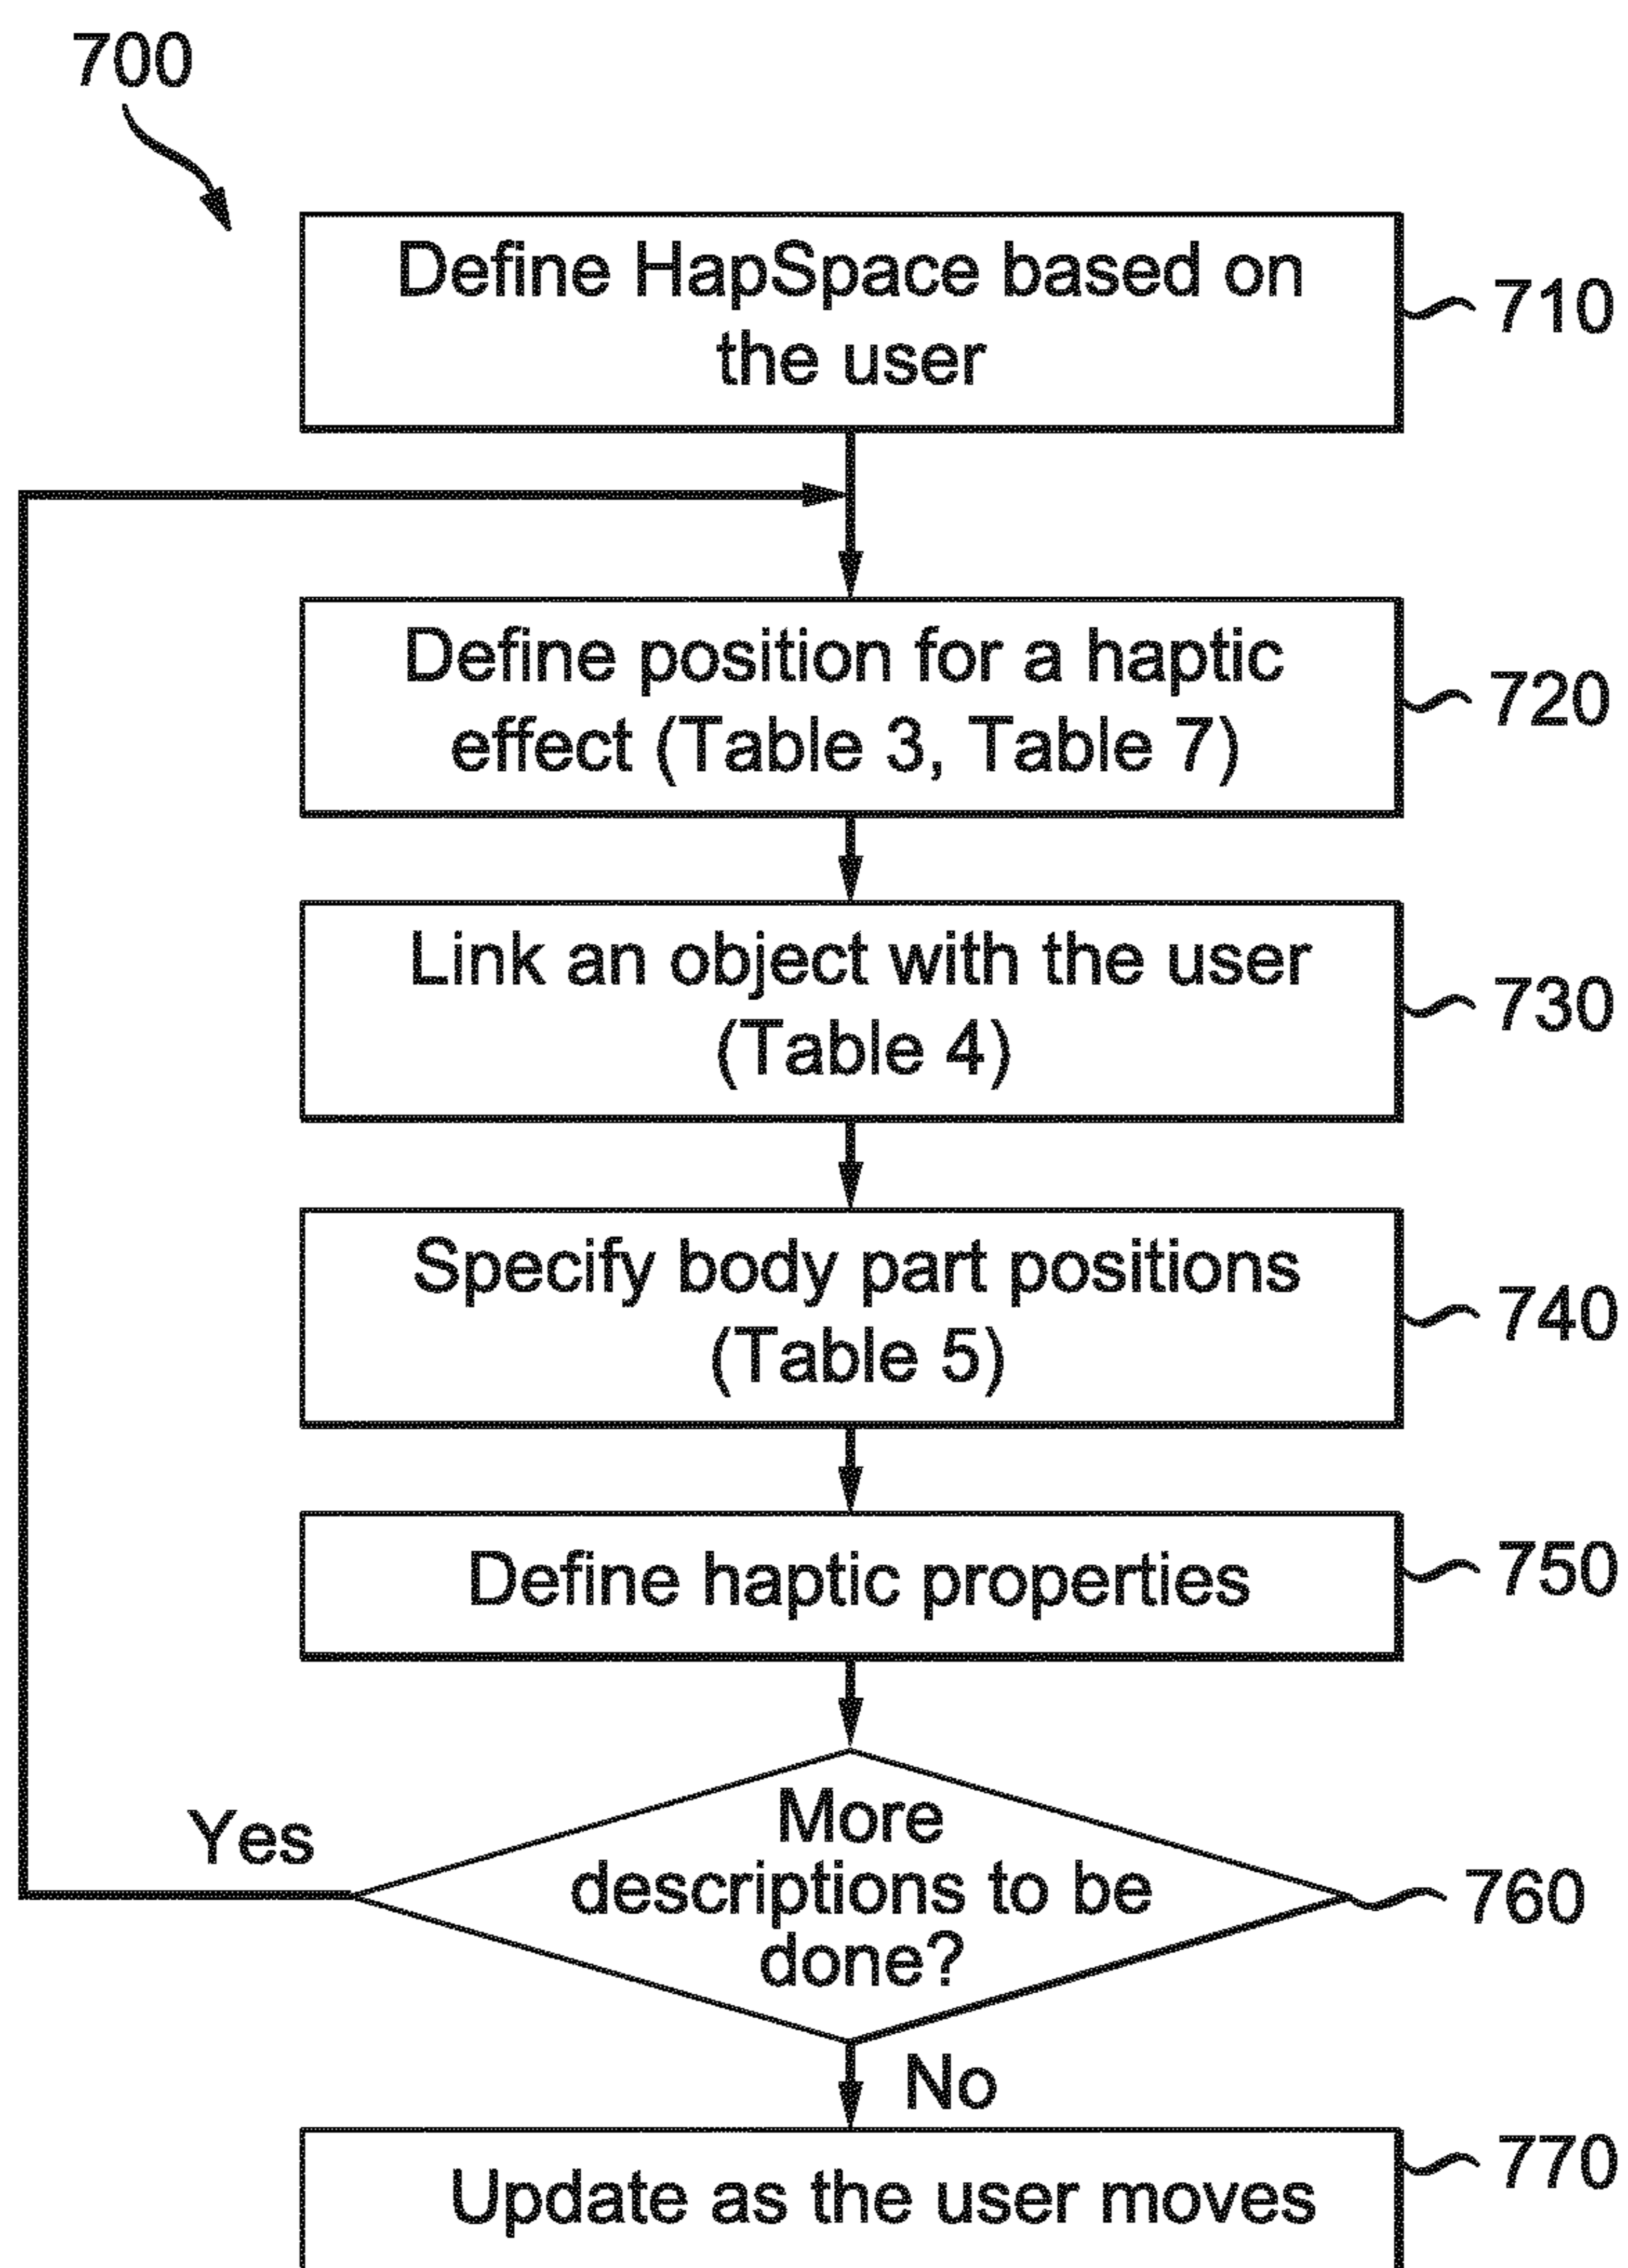 700
Define HapSpace based on
the user
710
Define position for a haptic
effect (Table 3, Table 7)
720
Link an object with the user
(Table 4)
730
Specify body part positions
(Table 5)
740
Define haptic properties
750
More
descriptions to be
done?
760
Yes
No
Update as the user moves
770